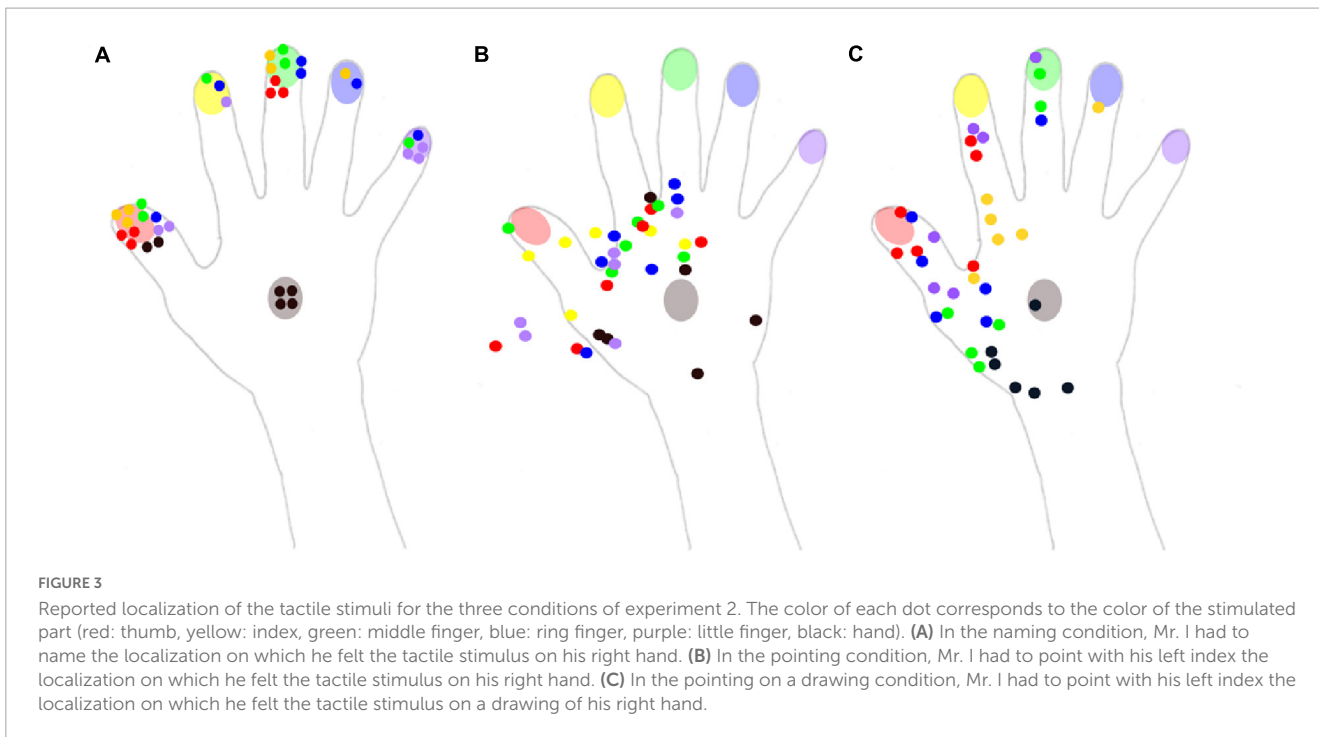 A
B
C
FIGURE 3
Reported localization of the tactile stimuli for the three conditions of experiment 2. The color of each dot corresponds to the color of the stimulated
part (red: thumb, yellow: index, green: middle finger, blue: ring finger, purple: little finger, black: hand). (A) In the naming condition, Mr. I had to
name the localization on which he felt the tactile stimulus on his right hand. (B) In the pointing condition, Mr. I had to point with his left index the
localization on which he felt the tactile stimulus on his right hand. (C) In the pointing on a drawing condition, Mr. I had to point with his left index the
localization on which he felt the tactile stimulus on a drawing of his right hand.